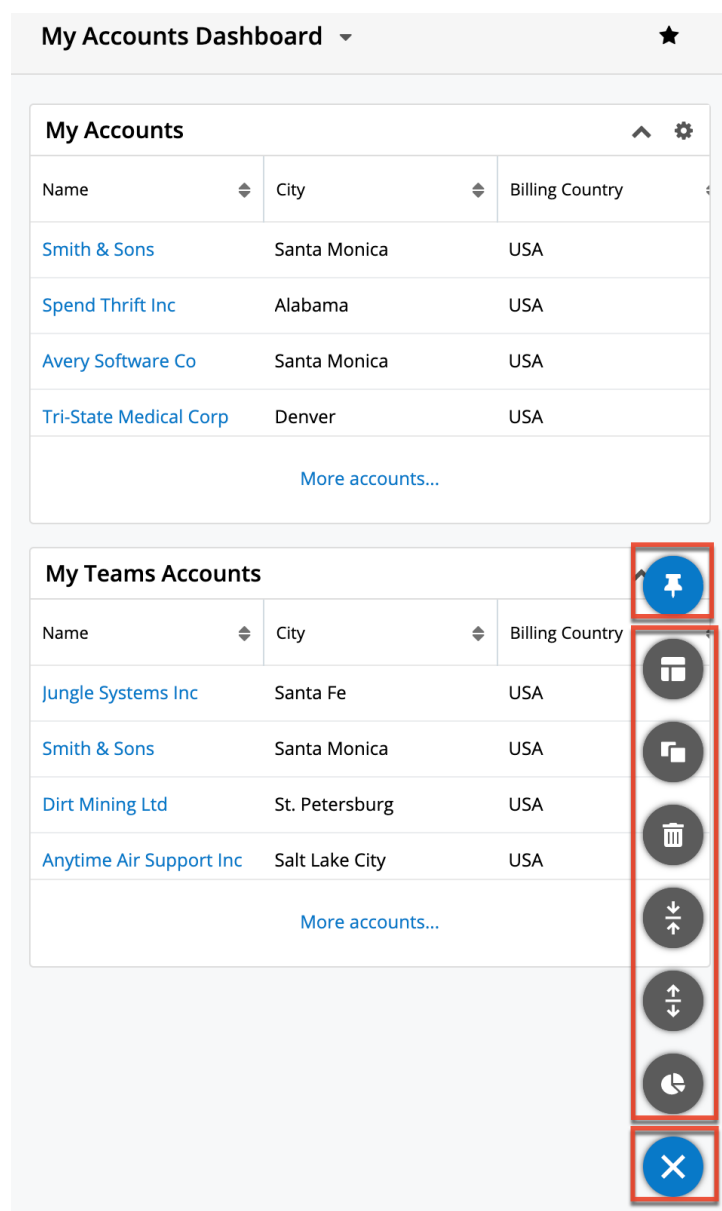 My Accounts Dashboard
My Accounts
Name City Billing Country
Smith & Sons Santa Monica USA
Spend Thrift Inc Alabama USA
Avery Software Co Santa Monica USA
Tri-State Medical Corp Denver USA
More accounts...
My Teams Accounts
Name City Billing Country
Jungle Systems Inc Santa Fe USA
Smith & Sons Santa Monica USA
Dirt Mining Ltd St. Petersburg USA
Anytime Air Support Inc Salt Lake City USA
More accounts...